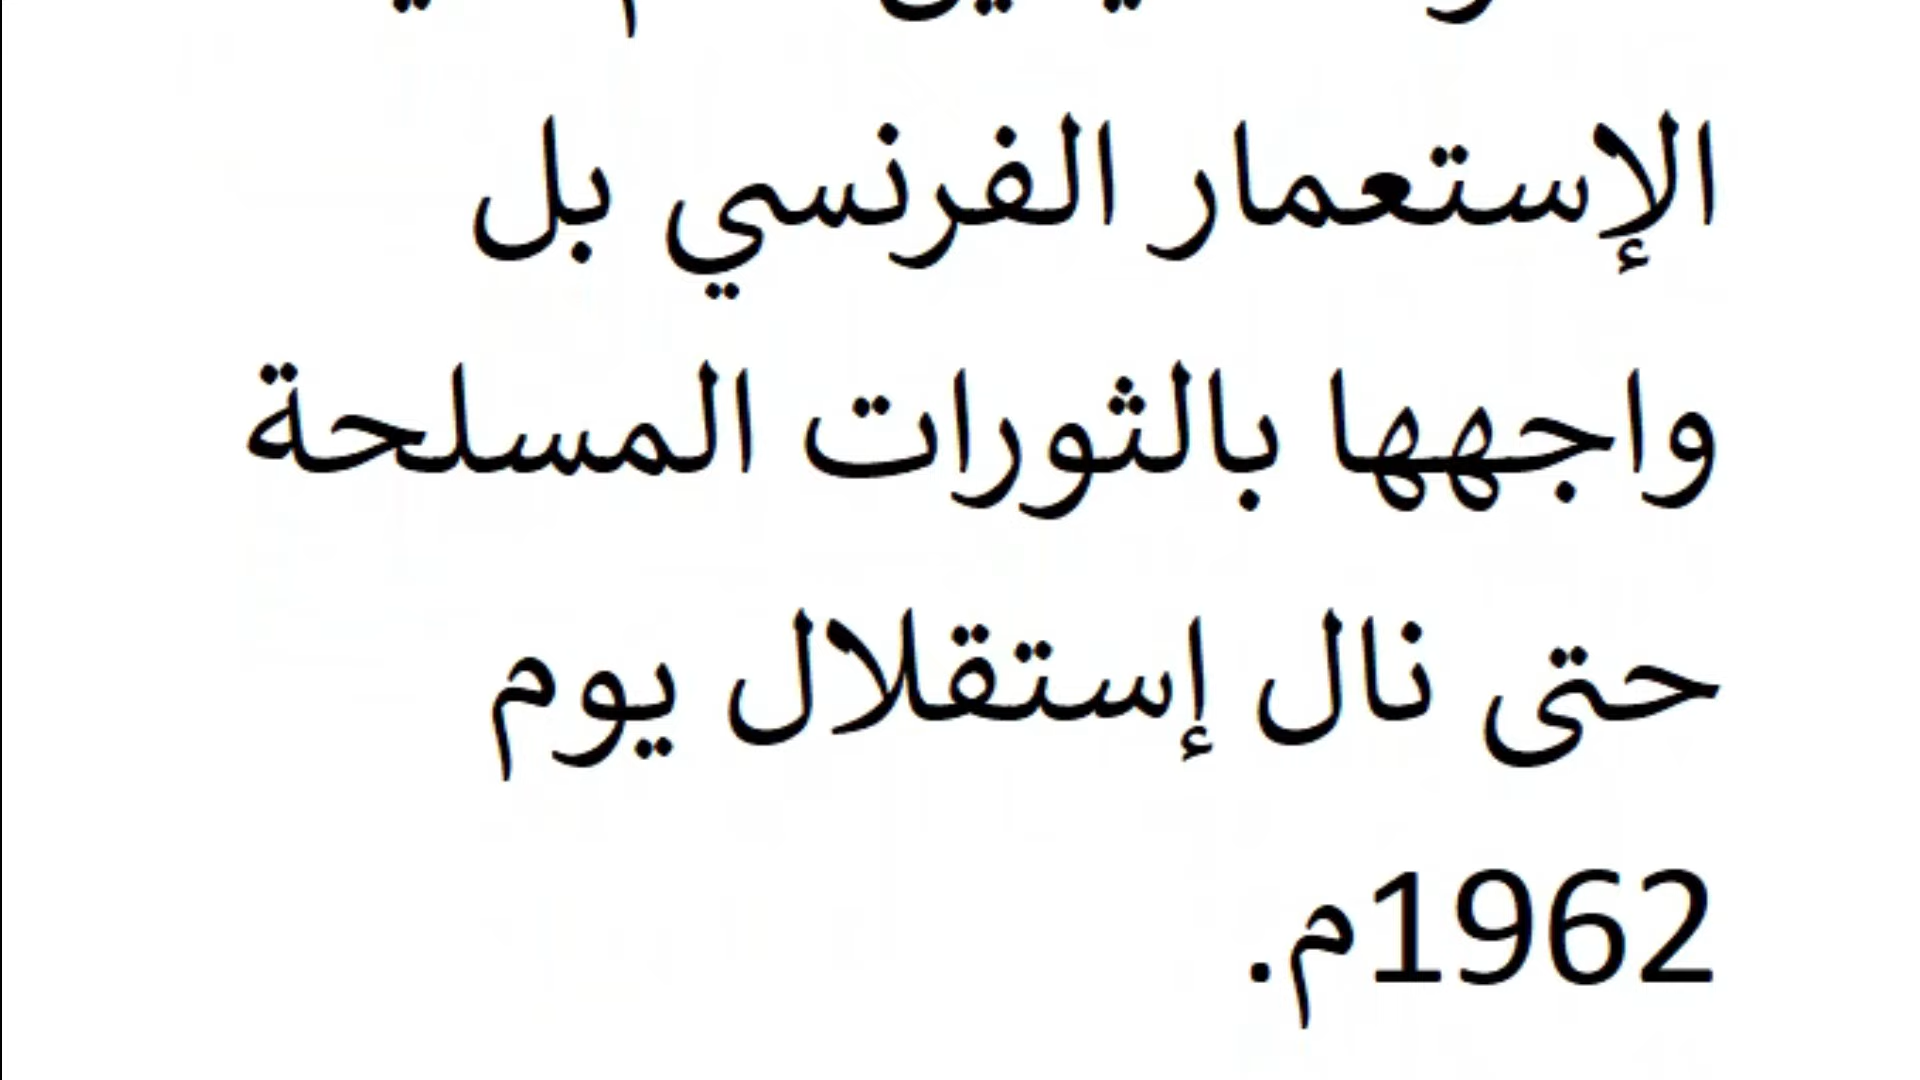 الإستعمار الفرنسي بل
واجهها بالثورات المسلحة
حتى نال إستقلال يوم
1962م.